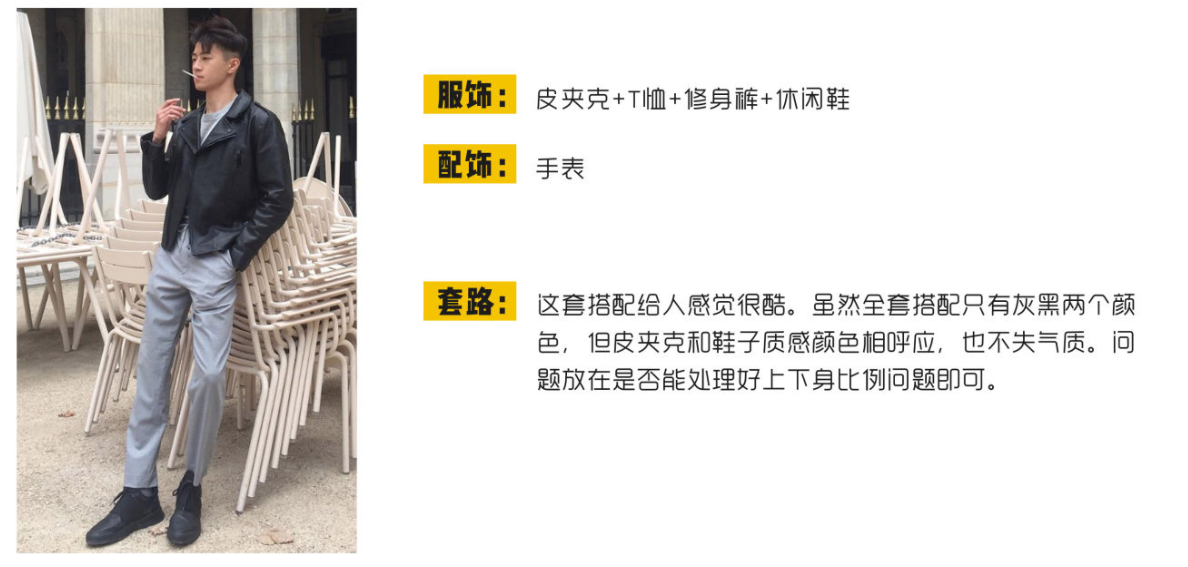 服饰：
皮夹克+T恤+修身裤+休闲鞋
配饰：
手表
套路：
这套搭配给人感觉很酷。虽然全套搭配只有灰黑两个颜
色，但皮夹克和鞋子质感颜色相呼应，也不失气质。问
题放在是否能处理好上下身比例问题即可。